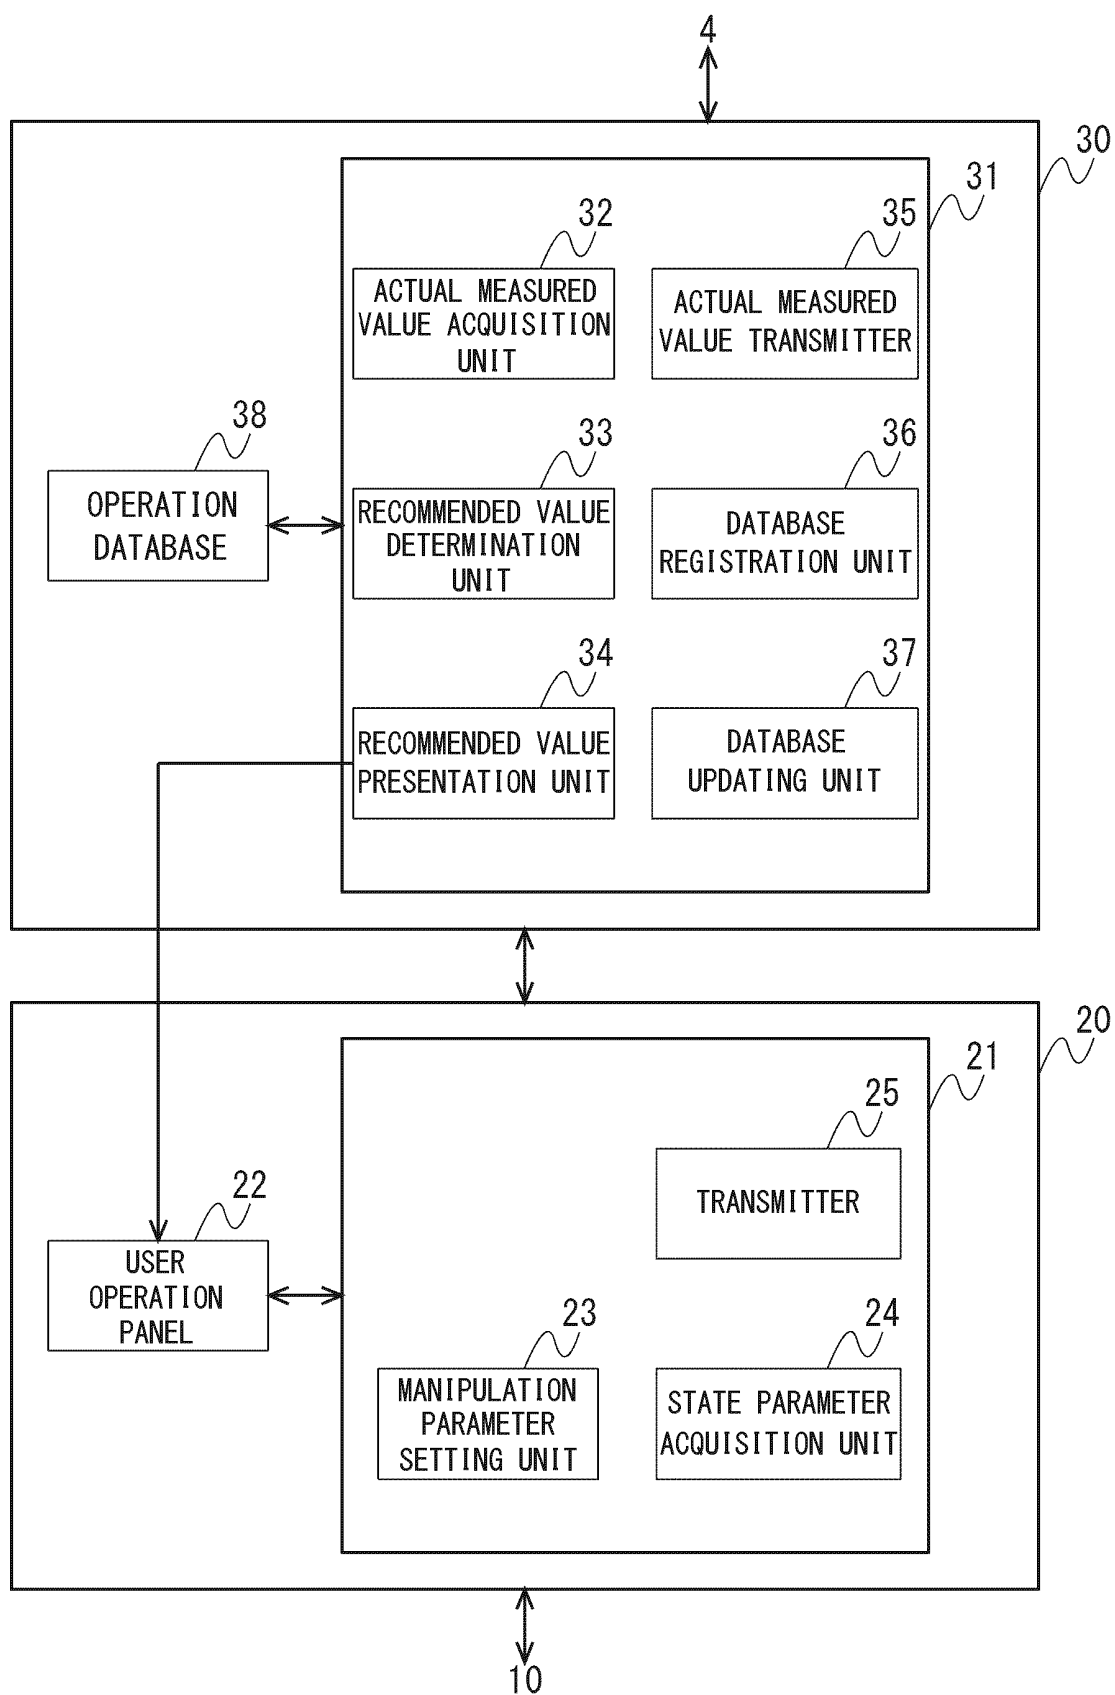 4
30
31
32
ACTUAL MEASURED
VALUE ACQUISITION
UNIT
35
ACTUAL MEASURED
VALUE TRANSMITTER
38
OPERATION
DATABASE
33
RECOMMENDED VALUE
DETERMINATION
UNIT
36
DATABASE
REGISTRATION UNIT
34
RECOMMENDED VALUE
PRESENTATION UNIT
37
DATABASE
UPDATING UNIT
20
21
25
TRANSMITTER
22
USER
OPERATION
PANEL
23
MANIPULATION
PARAMETER
SETTING UNIT
24
STATE PARAMETER
ACQUISITION UNIT
10